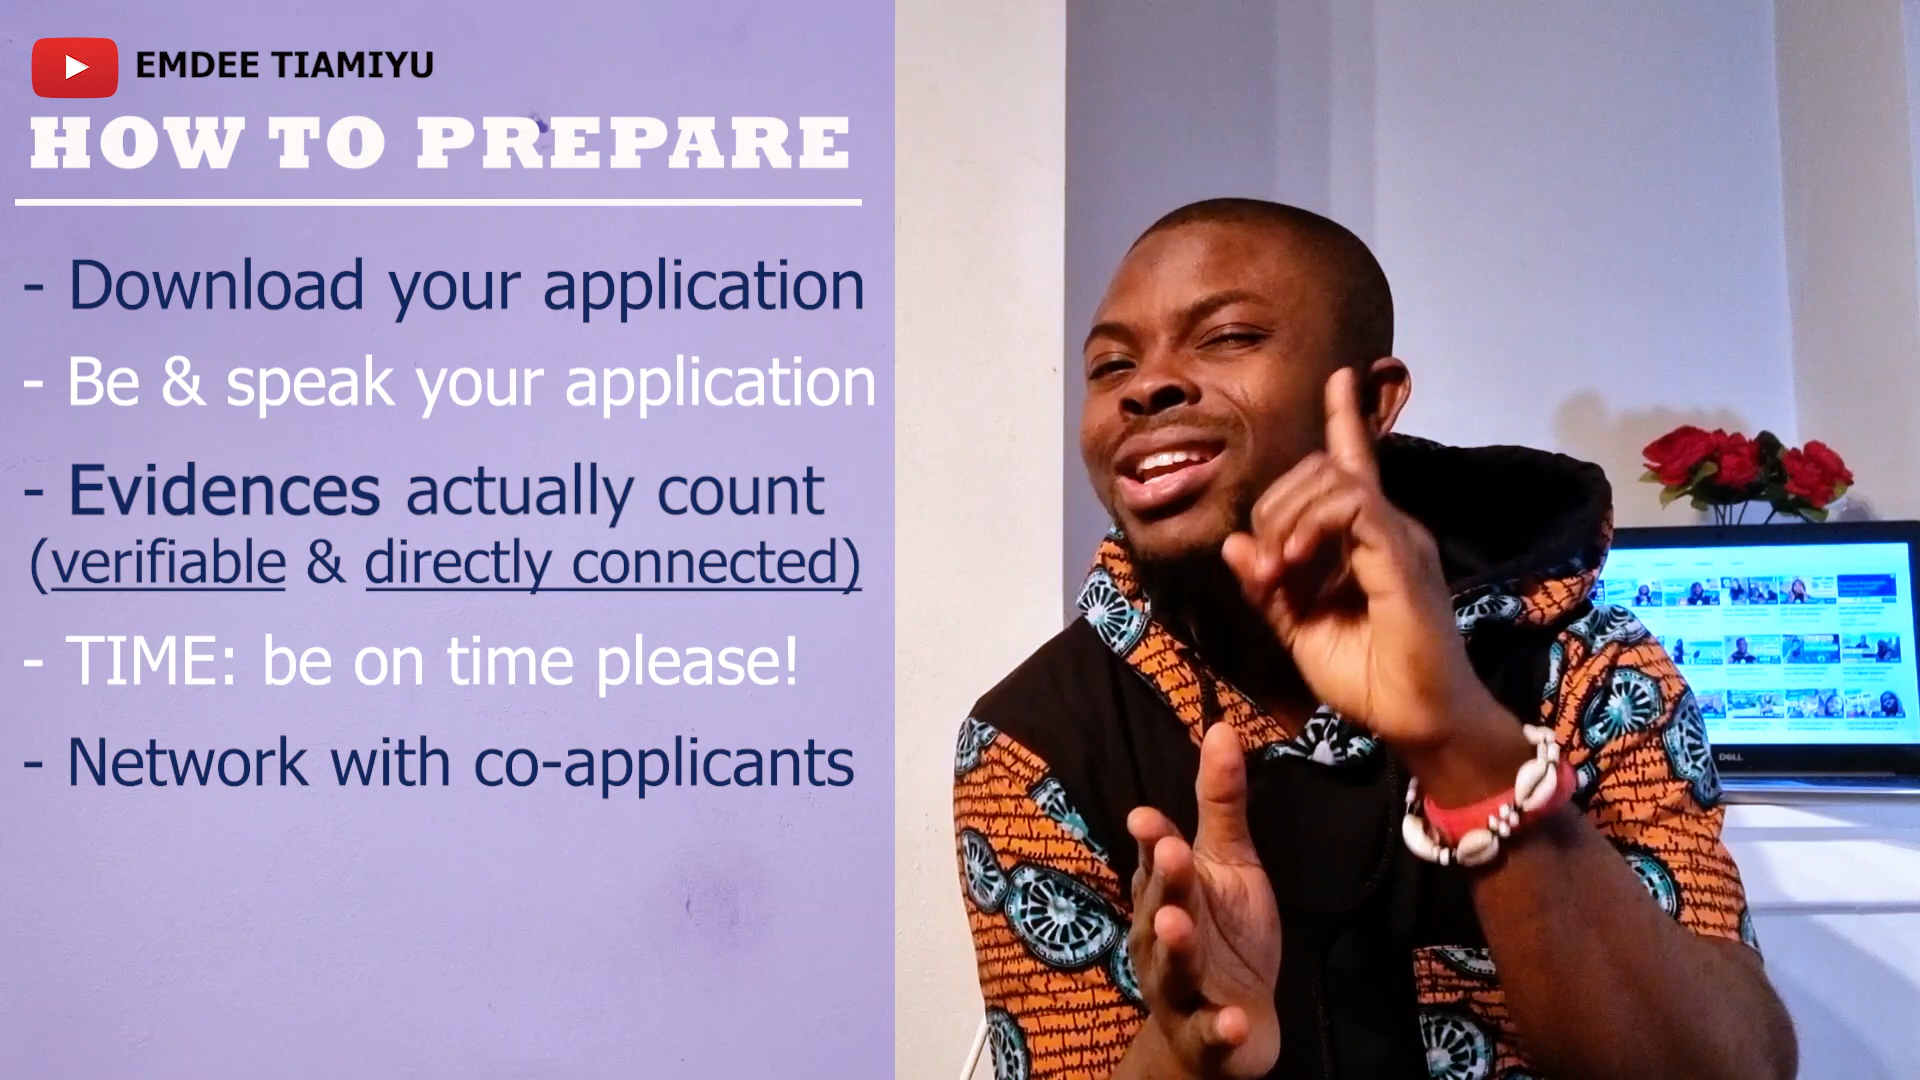 EMDEE TIAMIYU
HOW TO PREPARE
- Download your application
- Be & speak your application
- Evidences actually count
(verifiable & directly connected)
- TIME: be on time please!
- Network with co-applicants
DELL